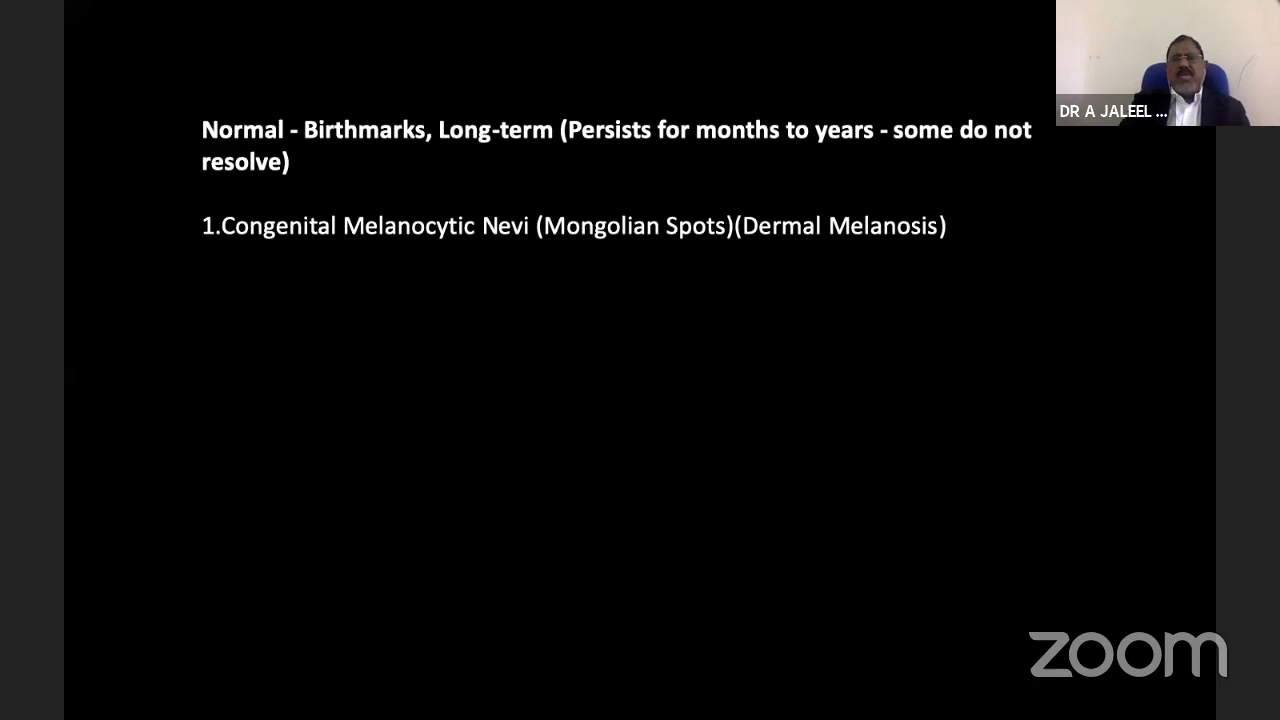 DR A JALEEL ...
Normal - Birthmarks, Long-term (Persists for months to years - some do not
resolve)
1.Congenital Melanocytic Nevi (Mongolian Spots)(Dermal Melanosis)
zoom